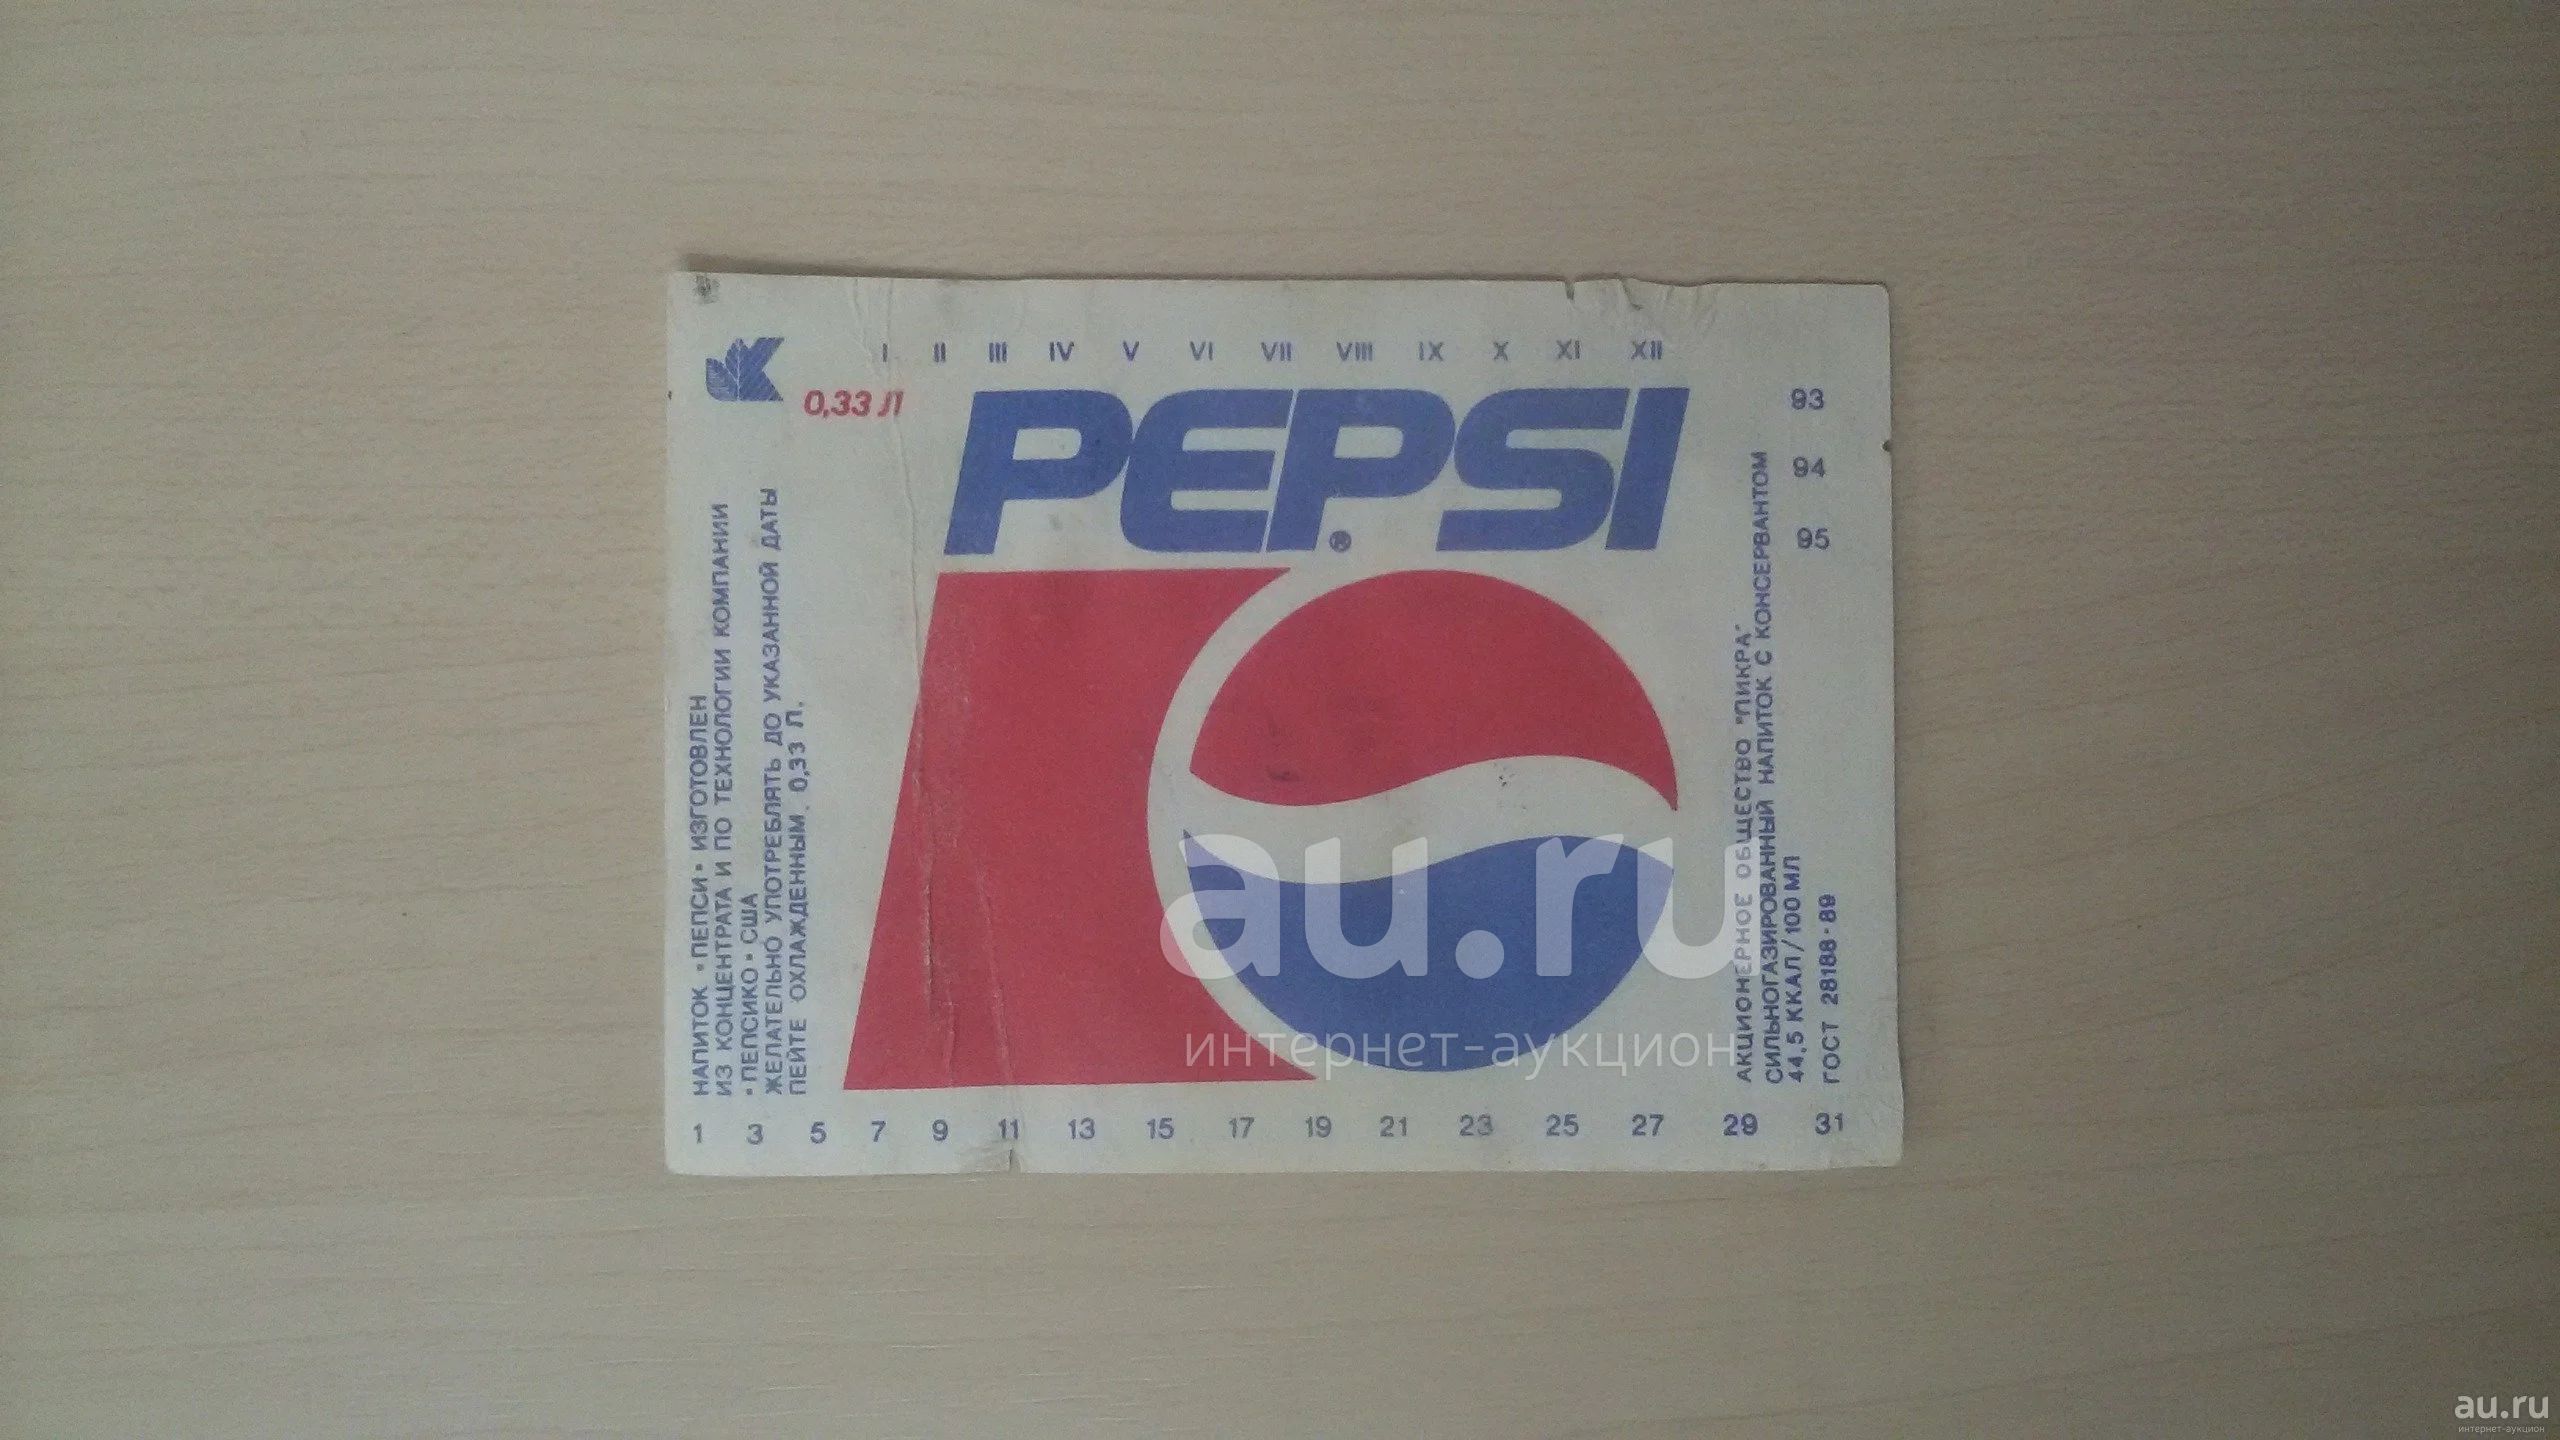 I II III IV V VI VII VIII IX X XI XII
0,33 Л
PEPSI
®
93
94
95
НАПИТОК "ПЕПСИ" ИЗГОТОВЛЕН
ИЗ КОНЦЕНТРАТА И ПО ТЕХНОЛОГИИ КОМПАНИИ
"ПЕПСИКО" США
ЖЕЛАТЕЛЬНО УПОТРЕБЛЯТЬ ДО УКАЗАННОЙ ДАТЫ
ПЕЙТЕ ОХЛАЖДЕННЫМ. 0,33 Л.
АКЦИОНЕРНОЕ ОБЩЕСТВО "ПИКРА"
СИЛЬНОГАЗИРОВАННЫЙ НАПИТОК С КОНСЕРВАНТОМ
44,5 ККАЛ/100 МЛ
ГОСТ 28188-89
1 3 5 7 9 11 13 15 17 19 21 23 25 27 29 31
au.ru
интернет-аукцион
au.ru
интернет-аукцион